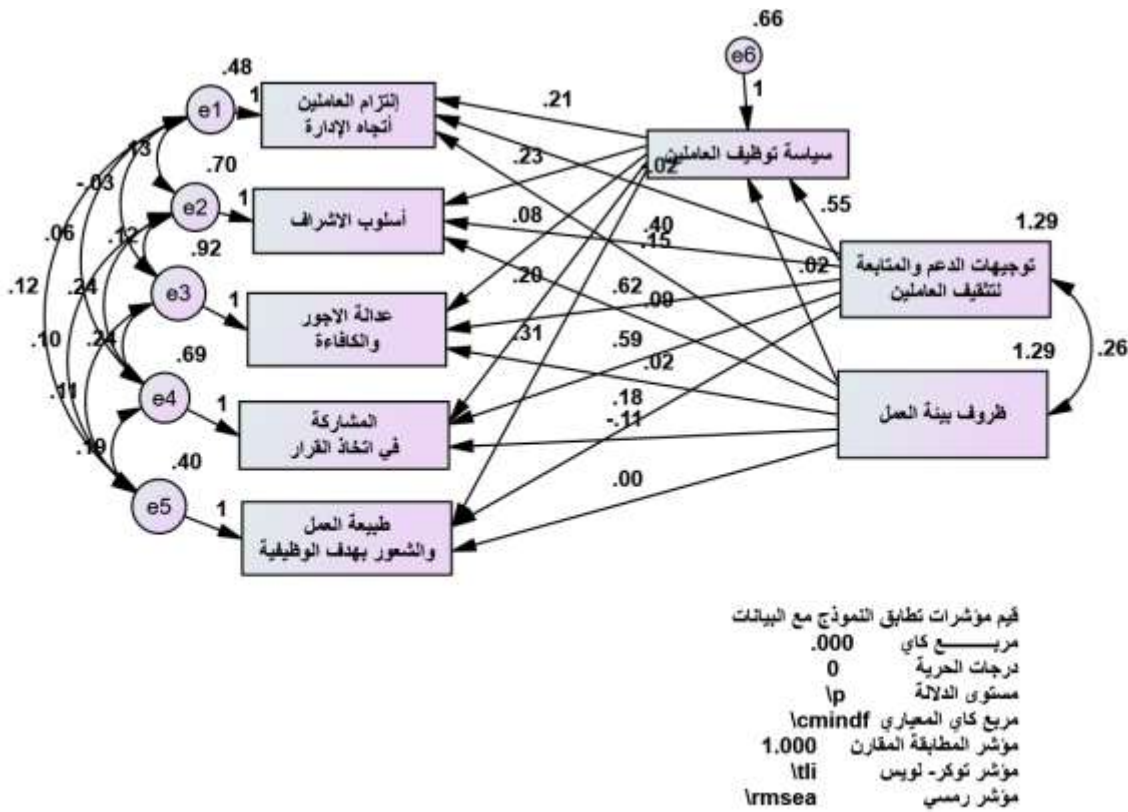 .66
e6
1
.48
e1
1
إلتزام العاملين
أتجاه الإدارة
.21
سياسة توظيف العاملين
.13
-.03
.70
e2
1
أسلوب الاشراف
.23
.02
.08
.40
.15
.55
.02
1.29
توجيهات الدعم والمتابعة
لتثقيف العاملين
.06
.12
.92
e3
1
عدالة الاجور
والكافاءة
.20
.62
.09
.31
.59
.02
.12
.24
.10
.24
.69
e4
1
المشاركة
في اتخاذ القرار
.18
-.11
1.29
.26
ظروف بيئة العمل
.11
.19
.40
e5
1
طبيعة العمل
والشعور بهدف الوظيفية
.00
قيم مؤشرات تطابق النموذج مع البيانات
مربـــــــع كاي .000
درجات الحرية 0
مستوى الدلالة \p
مربع كاي المعياري \cmindf
مؤشر المطابقة المقارن 1.000
مؤشر توكر- لويس \tli
مؤشر رمسي \rmsea